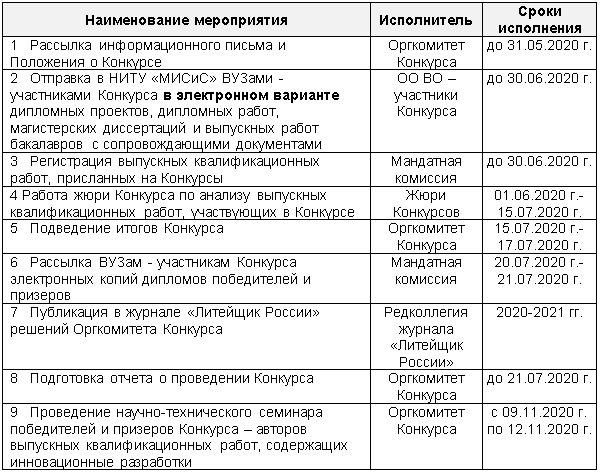 Наименование мероприятия Исполнитель Сроки исполнения
1 Рассылка информационного письма и
Положения о Конкурсе
Оргкомитет
Конкурса
до 31.05.2020 г.
2 Отправка в НИТУ «МИСиС» ВУЗами -
участниками Конкурса в электронном варианте
дипломных проектов, дипломных работ,
магистерских диссертаций и выпускных работ
бакалавров с сопровождающими документами
ОО ВО –
участники
Конкурса
до 30.06.2020 г.
3 Регистрация выпускных квалификационных
работ, присланных на Конкурсы
Мандатная
комиссия
до 30.06.2020 г.
4 Работа жюри Конкурса по анализу выпускных
квалификационных работ, участвующих в Конкурсе
Жюри
Конкурсов
01.06.2020 г.-
15.07.2020 г.
5 Подведение итогов Конкурса
Оргкомитет
Конкурса
15.07.2020 г.-
17.07.2020 г.
6 Рассылка ВУЗам - участникам Конкурса
электронных копий дипломов победителей и
призеров
Мандатная
комиссия
20.07.2020 г.-
21.07.2020 г.
7 Публикация в журнале «Литейщик России»
решений Оргкомитета Конкурса
Редколлегия
журнала
«Литейщик
России»
2020-2021 гг.
8 Подготовка отчета о проведении Конкурса
Оргкомитет
Конкурса
до 21.07.2020 г.
9 Проведение научно-технического семинара
победителей и призеров Конкурса – авторов
выпускных квалификационных работ, содержащих
инновационные разработки
Оргкомитет
Конкурса
с 09.11.2020 г.
по 12.11.2020 г.